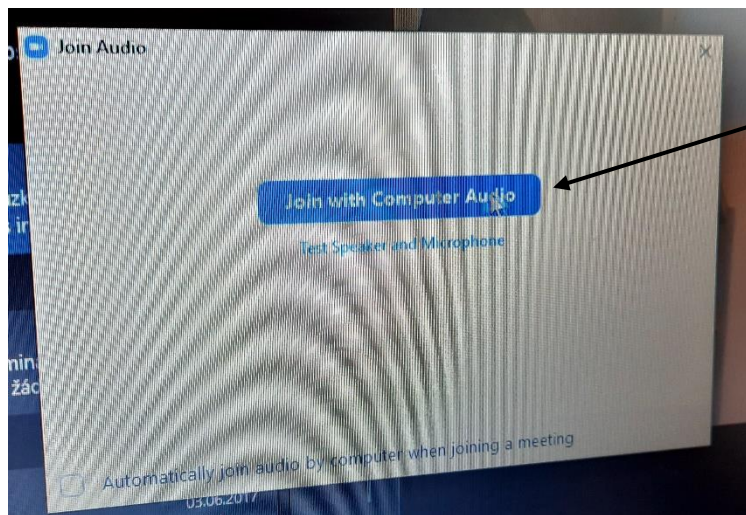 Join Audio
Join with Computer Audio
Test Speaker and Microphone
Automatically join audio by computer when joining a meeting
03.06.2017